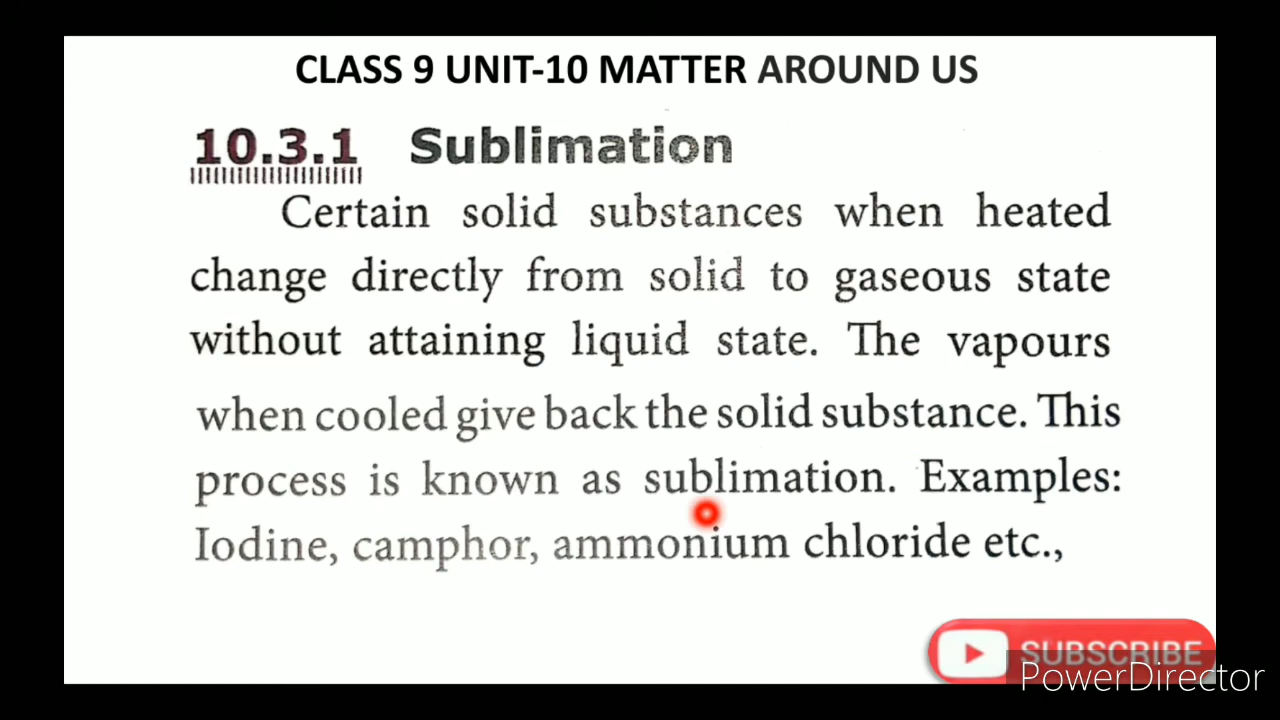 CLASS 9 UNIT-10 MATTER AROUND US
10.3.1 Sublimation
Certain solid substances when heated
change directly from solid to gaseous state
without attaining liquid state. The vapours
when cooled give back the solid substance. This
process is known as sublimation. Examples:
Iodine, camphor, ammonium chloride etc.,
SUBSCRIBE
PowerDirector